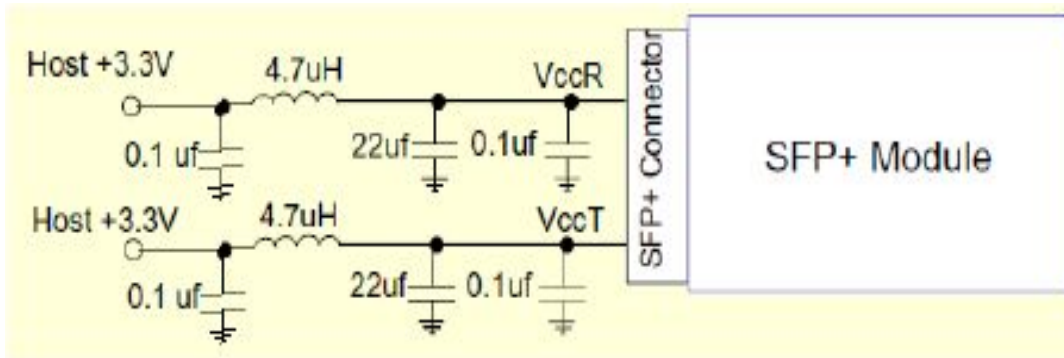 Host +3.3V
4.7uH
VccR
0.1 uf
22uf
0.1uf
Host +3.3V
4.7uH
VccT
0.1 uf
22uf
0.1uf
SFP+ Connector
SFP+ Module